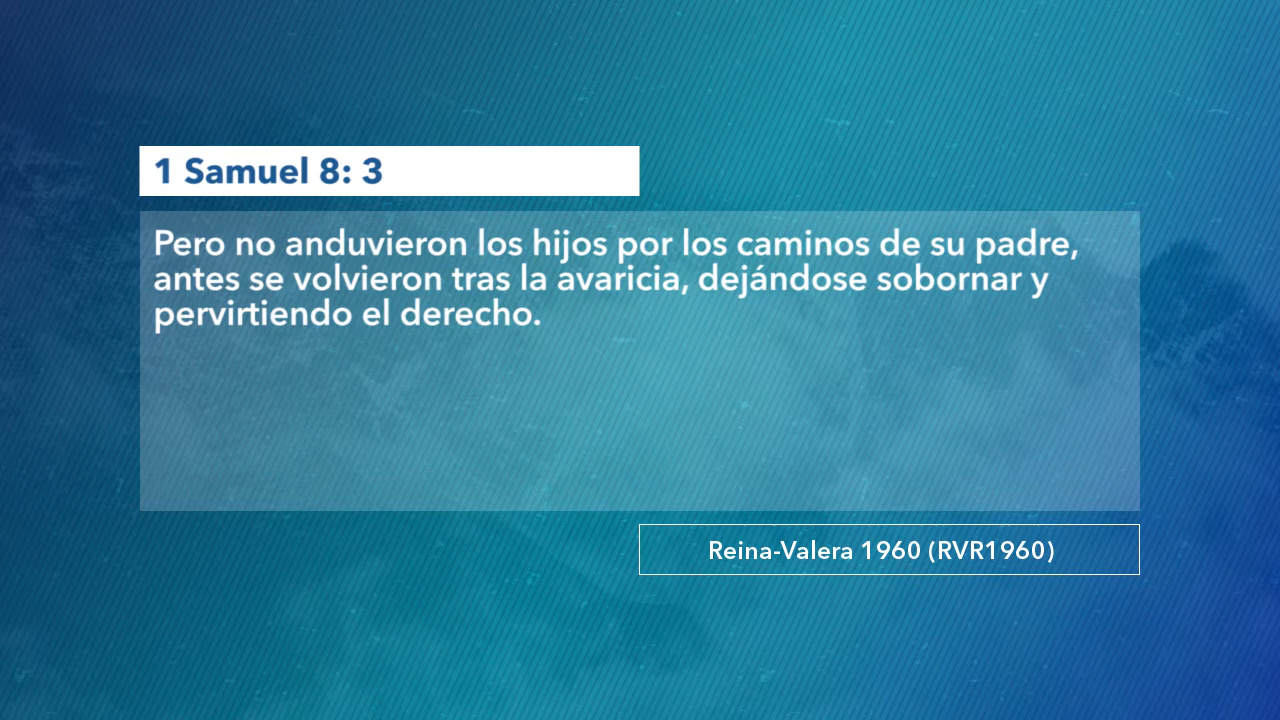 1 Samuel 8: 3
Pero no anduvieron los hijos por los caminos de su padre,
antes se volvieron tras la avaricia, dejándose sobornar y
pervirtiendo el derecho.
Reina-Valera 1960 (RVR1960)